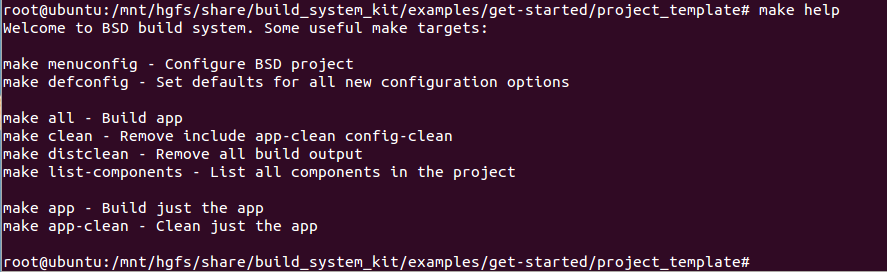 root@ubuntu:/mnt/hgfs/share/build_system_kit/examples/get-started/project_template# make help
Welcome to BSD build system. Some useful make targets:
make menuconfig - Configure BSD project
make defconfig - Set defaults for all new configuration options
make all - Build app
make clean - Remove include app-clean config-clean
make distclean - Remove all build output
make list-components - List all components in the project
make app - Build just the app
make app-clean - Clean just the app
root@ubuntu:/mnt/hgfs/share/build_system_kit/examples/get-started/project_template#